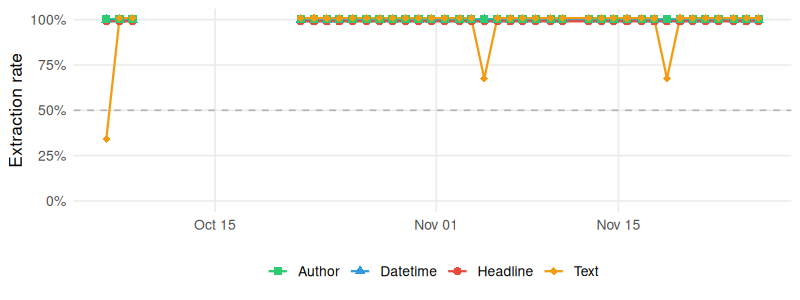 Extraction rate
100%
75%
50%
25%
0%
Oct 15 Nov 01 Nov 15
Author Datetime Headline Text